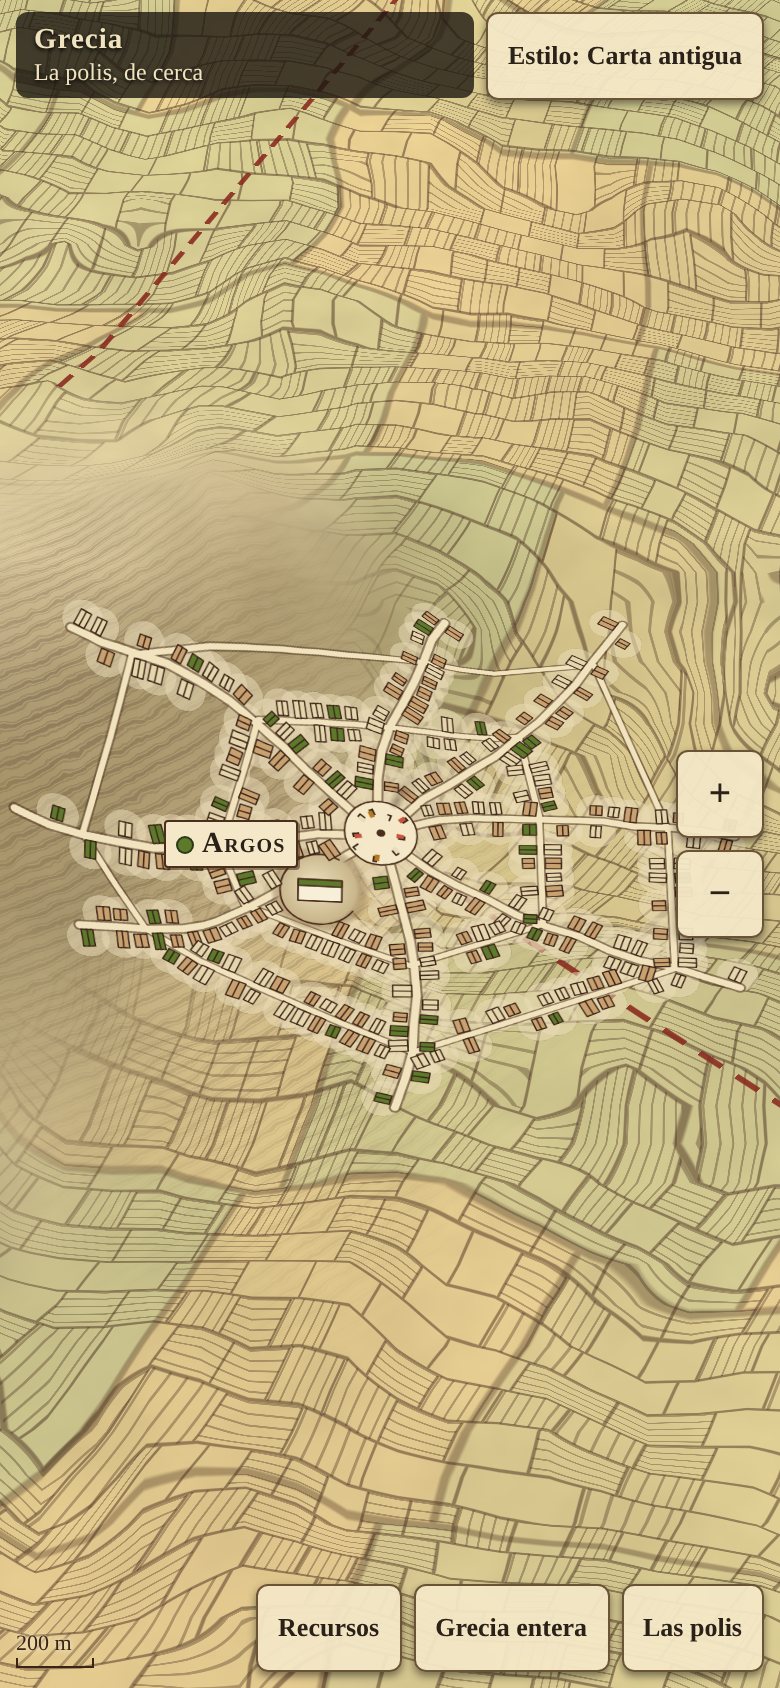 Grecia
La polis, de cerca
Estilo: Carta antigua
Argos
+
−
Recursos
Grecia entera
Las polis
200 m